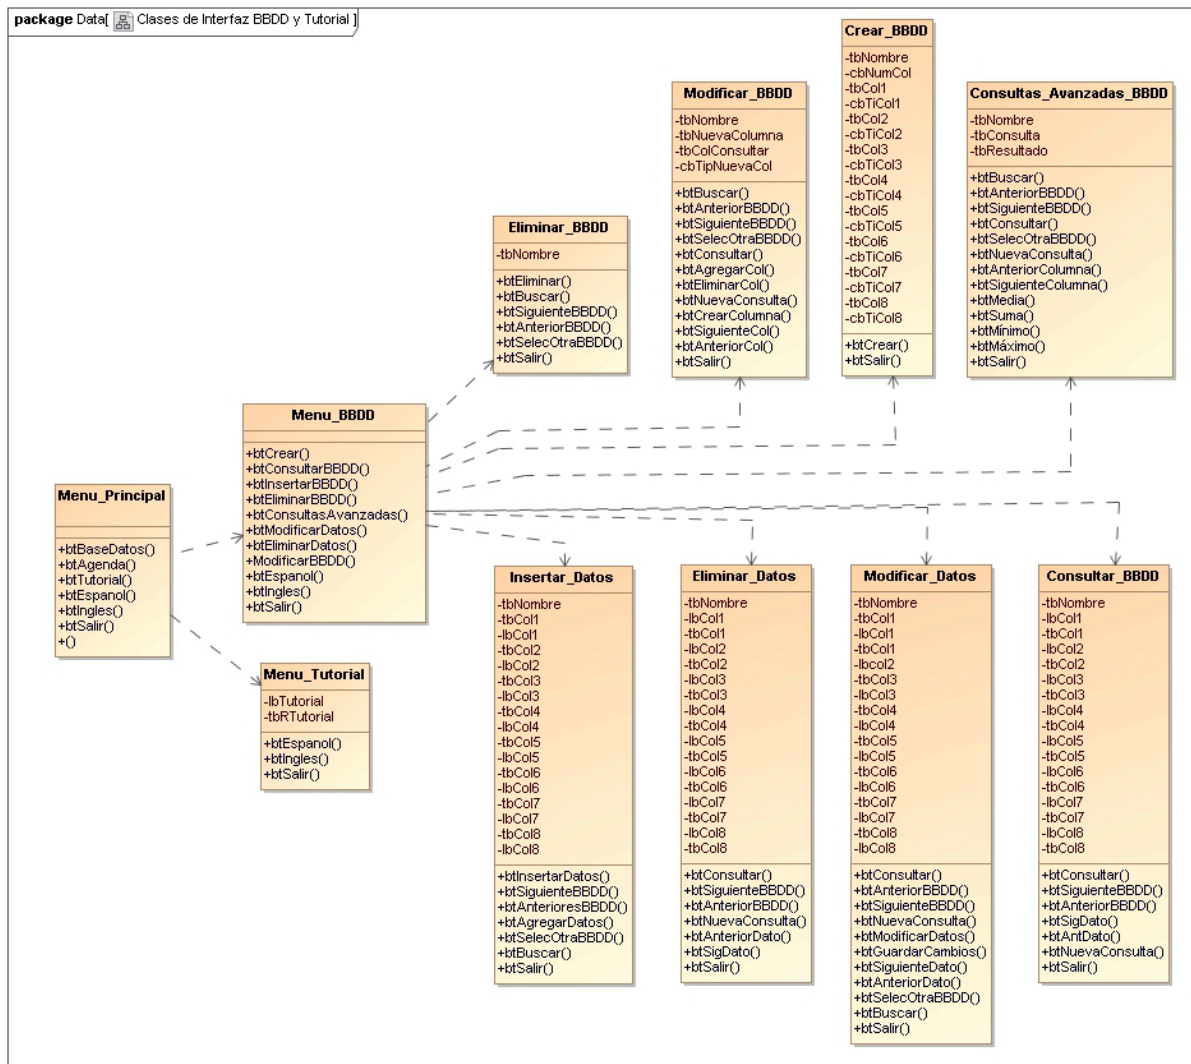 package Data[ Clases de Interfaz BBDD y Tutorial ]
Crear_BBDD
-tbNombre
-cbNumCol
-tbCol1
-cbTiCol1
-tbCol2
-cbTiCol2
-tbCol3
-cbTiCol3
-tbCol4
-cbTiCol4
-tbCol5
-cbTiCol5
-tbCol6
-cbTiCol6
-tbCol7
-cbTiCol7
-tbCol8
-cbTiCol8
+btCrear()
+btSalir()
Modificar_BBDD
-tbNombre
-tbNuevaColumna
-tbColConsultar
-cbTipNuevaCol
+btBuscar()
+btAnteriorBBDD()
+btSiguienteBBDD()
+btSelecOtraBBDD()
+btConsultar()
+btAgregarCol()
+btEliminarCol()
+btNuevaConsulta()
+btCrearColumna()
+btSiguienteCol()
+btAnteriorCol()
+btSalir()
Consultas_Avanzadas_BBDD
-tbNombre
-tbConsulta
-tbResultado
+btBuscar()
+btAnteriorBBDD()
+btSiguienteBBDD()
+btConsultar()
+btSelecOtraBBDD()
+btNuevaConsulta()
+btAnteriorColumna()
+btSiguienteColumna()
+btMedia()
+btSuma()
+btMínimo()
+btMáximo()
+btSalir()
Eliminar_BBDD
-tbNombre
+btEliminar()
+btBuscar()
+btSiguienteBBDD()
+btAnteriorBBDD()
+btSelecOtraBBDD()
+btSalir()
Menu_BBDD
+btCrear()
+btConsultarBBDD()
+btInsertarBBDD()
+btEliminarBBDD()
+btConsultasAvanzadas()
+btModificarDatos()
+btEliminarDatos()
+ModificarBBDD()
+btEspanol()
+btIngles()
+btSalir()
Menu_Principal
+btBaseDatos()
+btAgenda()
+btTutorial()
+btEspanol()
+btIngles()
+btSalir()
+()
Menu_Tutorial
-lbTutorial
-tbRTutorial
+btEspanol()
+btIngles()
+btSalir()
Insertar_Datos
-tbNombre
-tbCol1
-lbCol1
-tbCol2
-lbCol2
-tbCol3
-lbCol3
-tbCol4
-lbCol4
-tbCol5
-lbCol5
-tbCol6
-lbCol6
-tbCol7
-lbCol7
-tbCol8
-lbCol8
+btInsertarDatos()
+btSiguienteBBDD()
+btAnterioresBBDD()
+btAgregarDatos()
+btSelecOtraBBDD()
+btBuscar()
+btSalir()
Eliminar_Datos
-tbNombre
-lbCol1
-tbCol1
-lbCol2
-tbCol2
-lbCol3
-tbCol3
-lbCol4
-tbCol4
-lbCol5
-tbCol5
-lbCol6
-tbCol6
-lbCol7
-tbCol7
-lbCol8
-tbCol8
+btConsultar()
+btSiguienteBBDD()
+btAnteriorBBDD()
+btNuevaConsulta()
+btAnteriorDato()
+btSigDato()
+btSalir()
Modificar_Datos
-tbNombre
-tbCol1
-lbCol1
-tbCol1
-lbcol2
-tbCol3
-lbCol3
-tbCol4
-lbCol4
-tbCol5
-lbCol5
-tbCol6
-lbCol6
-tbCol7
-lbCol7
-tbCol8
-lbCol8
+btConsultar()
+btAnteriorBBDD()
+btSiguienteBBDD()
+btNuevaConsulta()
+btModificarDatos()
+btGuardarCambios()
+btSiguienteDato()
+btAnteriorDato()
+btSelecOtraBBDD()
+btBuscar()
+btSalir()
Consultar_BBDD
-tbNombre
-lbCol1
-tbCol1
-lbCol2
-tbCol2
-lbCol3
-tbCol3
-lbCol4
-tbCol4
-lbCol5
-tbCol5
-lbCol6
-tbCol6
-lbCol7
-tbCol7
-lbCol8
-tbCol8
+btConsultar()
+btSiguienteBBDD()
+btAnteriorBBDD()
+btSigDato()
+btAntDato()
+btNuevaConsulta()
+btSalir()